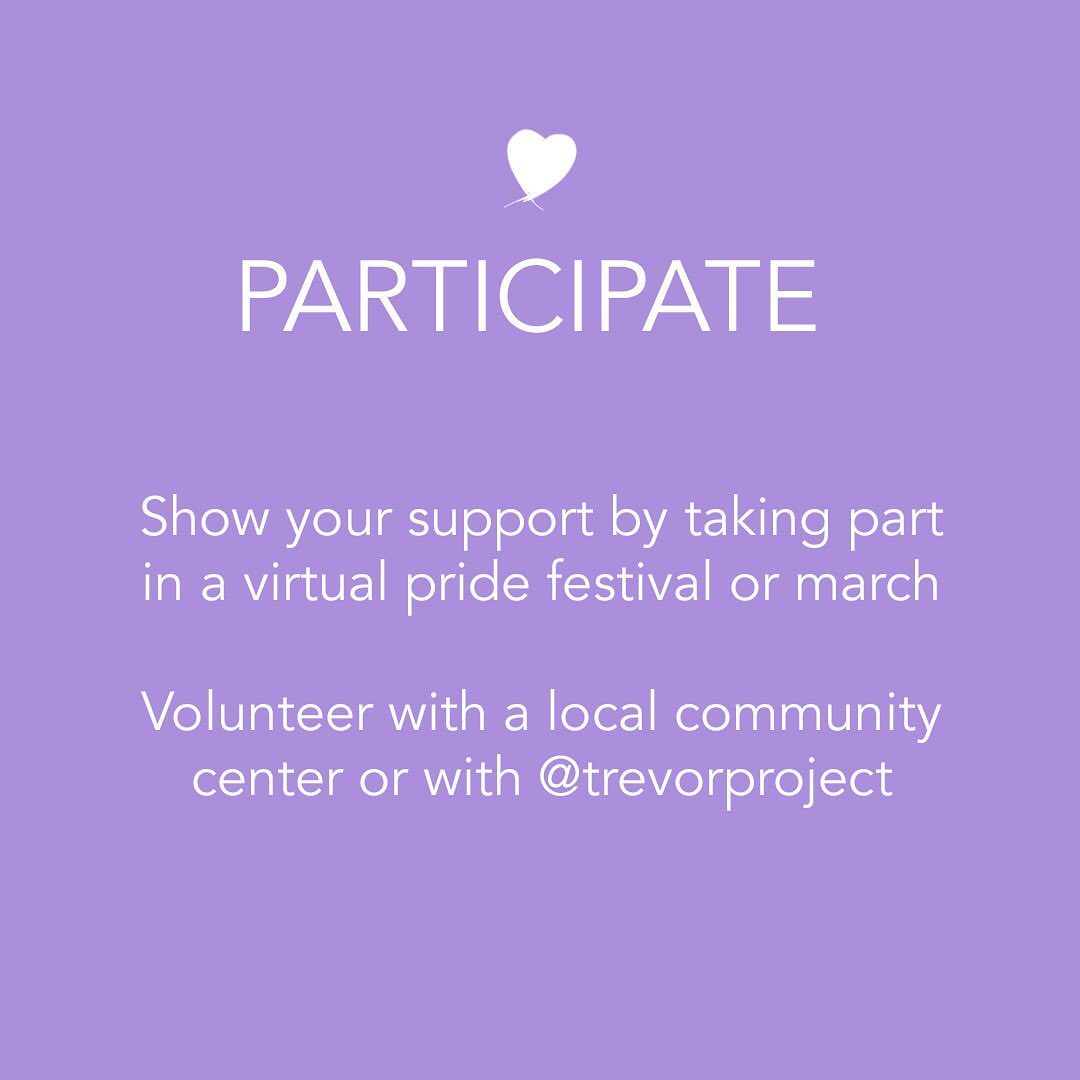 PARTICIPATE
Show your support by taking part
in a virtual pride festival or march
Volunteer with a local community
center or with @trevorproject